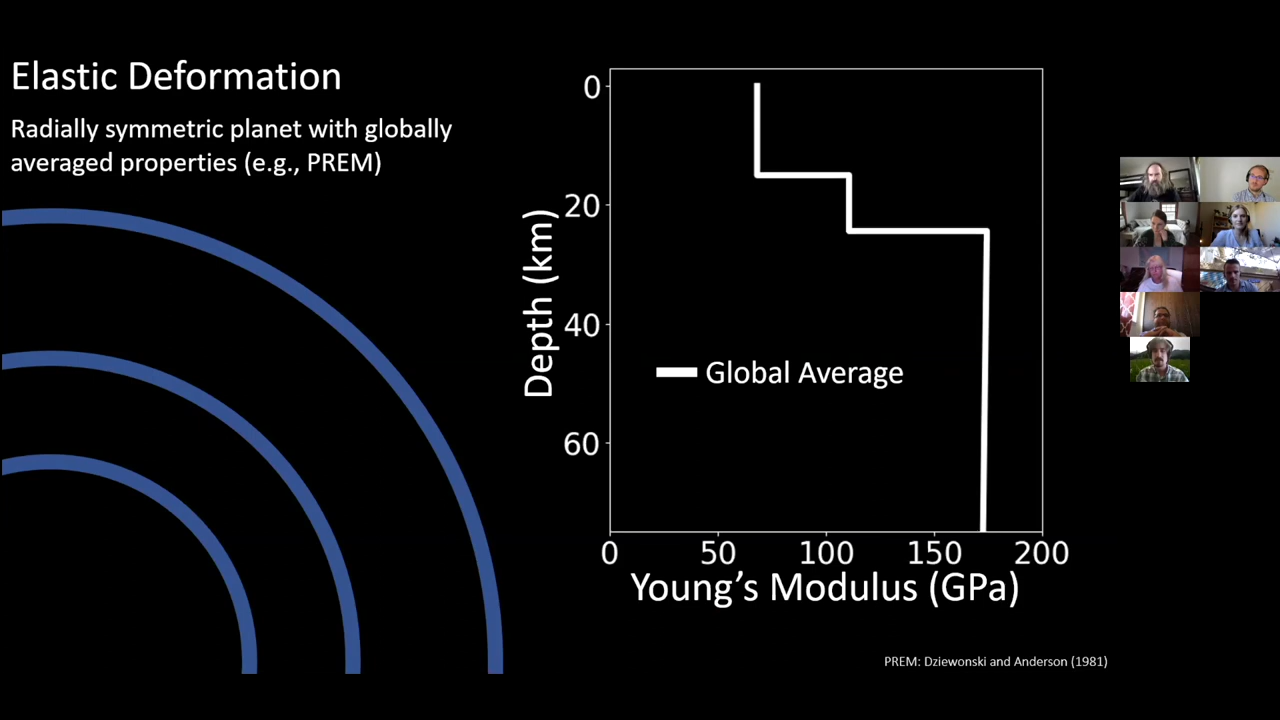 Elastic Deformation
Radially symmetric planet with globally
averaged properties (e.g., PREM)
0
20
40
60
Depth (km)
Global Average
0 50 100 150 200
Young’s Modulus (GPa)
PREM: Dziewonski and Anderson (1981)